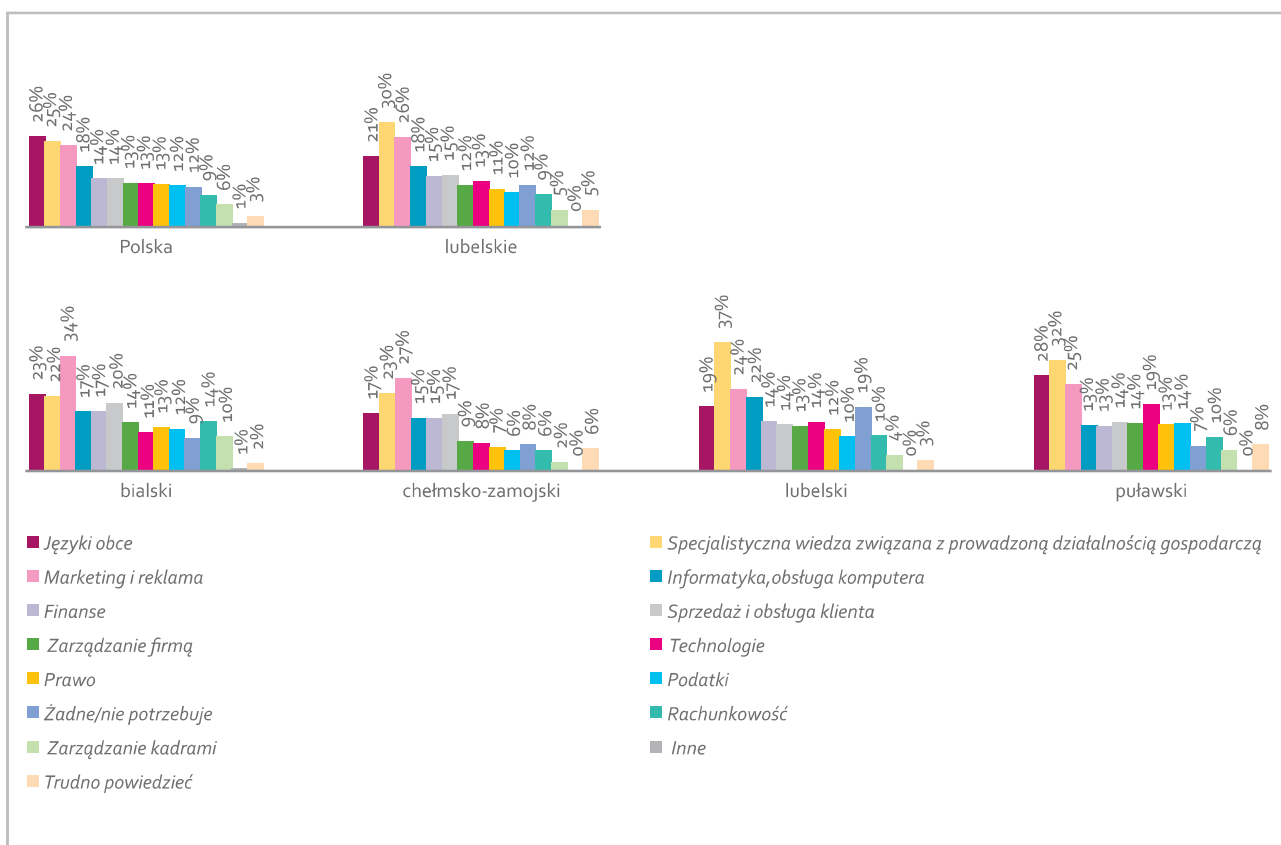 26% 25% 24% 18% 14% 14% 13% 13% 13% 12% 12% 9% 6% 1% 3%
21% 30% 26% 18% 15% 15% 12% 13% 11% 10% 12% 9% 5% 0% 5%
Polska lubelskie
23% 22% 34% 17% 17% 20% 14% 11% 13% 12% 9% 14% 10% 1% 2%
17% 23% 27% 15% 15% 17% 9% 8% 7% 6% 8% 6% 2% 0% 6%
19% 37% 24% 22% 14% 14% 13% 14% 12% 10% 19% 10% 4% 0% 3%
28% 32% 25% 13% 13% 14% 14% 19% 13% 14% 7% 10% 6% 0% 8%
bialski chełmsko-zamojski lubelski puławski
Języki obce
Marketing i reklama
Finanse
Zarządzanie firmą
Prawo
Żadne/nie potrzebuje
Zarządzanie kadrami
Trudno powiedzieć
Specjalistyczna wiedza związana z prowadzoną działalnością gospodarczą
Informatyka,obsługa komputera
Sprzedaż i obsługa klienta
Technologie
Podatki
Rachunkowość
Inne